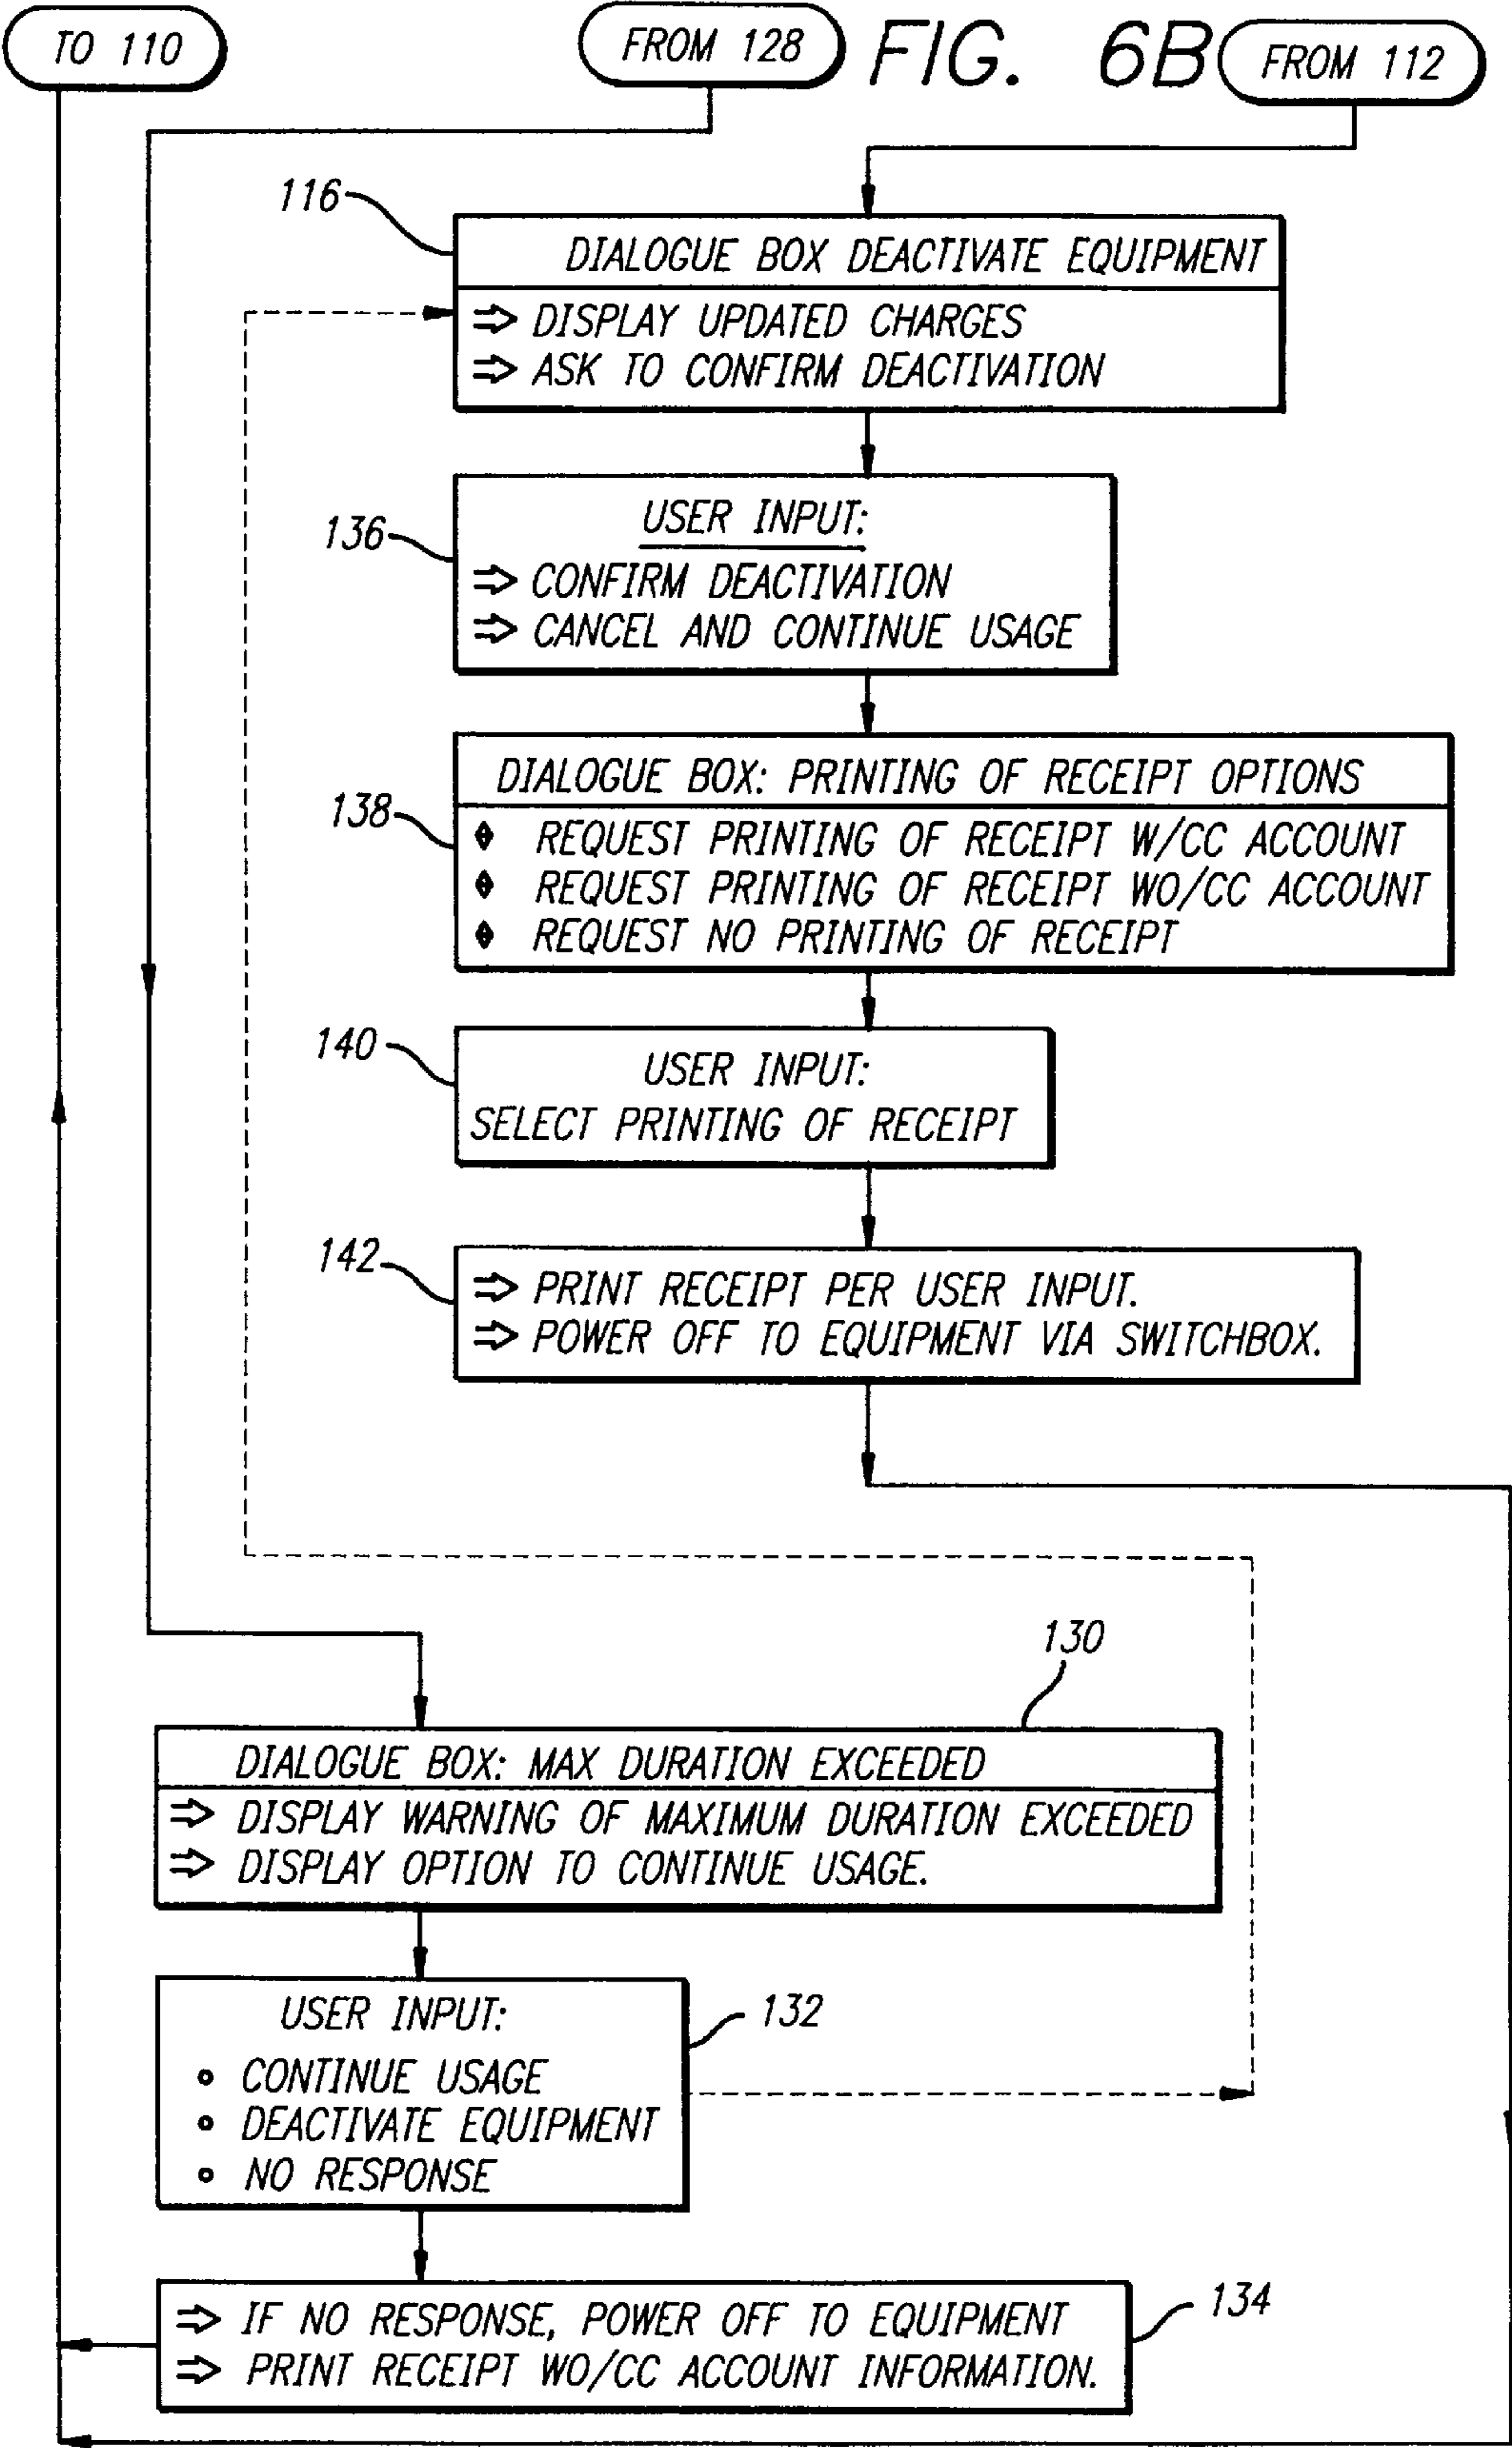 TO 110
FROM 128
FIG. 6B
FROM 112
116
DIALOGUE BOX DEACTIVATE EQUIPMENT
⇒ DISPLAY UPDATED CHARGES
⇒ ASK TO CONFIRM DEACTIVATION
136
USER INPUT:
⇒ CONFIRM DEACTIVATION
⇒ CANCEL AND CONTINUE USAGE
DIALOGUE BOX: PRINTING OF RECEIPT OPTIONS
138
♦ REQUEST PRINTING OF RECEIPT W/CC ACCOUNT
♦ REQUEST PRINTING OF RECEIPT WO/CC ACCOUNT
♦ REQUEST NO PRINTING OF RECEIPT
140
USER INPUT:
SELECT PRINTING OF RECEIPT
142
⇒ PRINT RECEIPT PER USER INPUT.
⇒ POWER OFF TO EQUIPMENT VIA SWITCHBOX.
130
DIALOGUE BOX: MAX DURATION EXCEEDED
⇒ DISPLAY WARNING OF MAXIMUM DURATION EXCEEDED
⇒ DISPLAY OPTION TO CONTINUE USAGE.
132
USER INPUT:
∘ CONTINUE USAGE
∘ DEACTIVATE EQUIPMENT
∘ NO RESPONSE
134
⇒ IF NO RESPONSE, POWER OFF TO EQUIPMENT
⇒ PRINT RECEIPT WO/CC ACCOUNT INFORMATION.